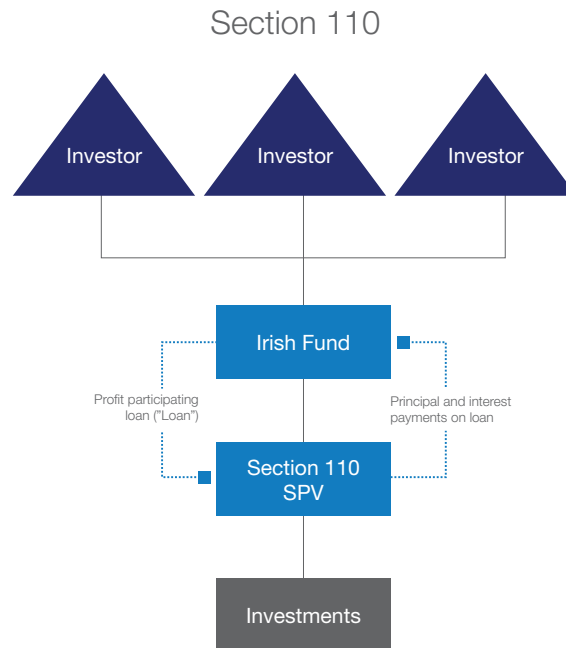 Section 110
Investor
Investor
Investor
Irish Fund
Profit participating
loan ("Loan")
Principal and interest
payments on loan
Section 110
SPV
Investments